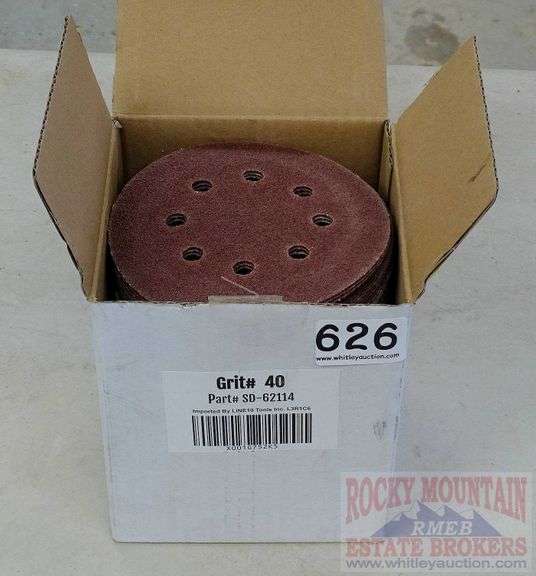 626
www.whitleyauction.com
Grit# 40
Part# SD-62114
Imported By LINE10 Tools Inc. L3R1C6
X001675ZK5
ROCKY MOUNTAIN
RMEB
ESTATE BROKERS
www.whitleyauction.com